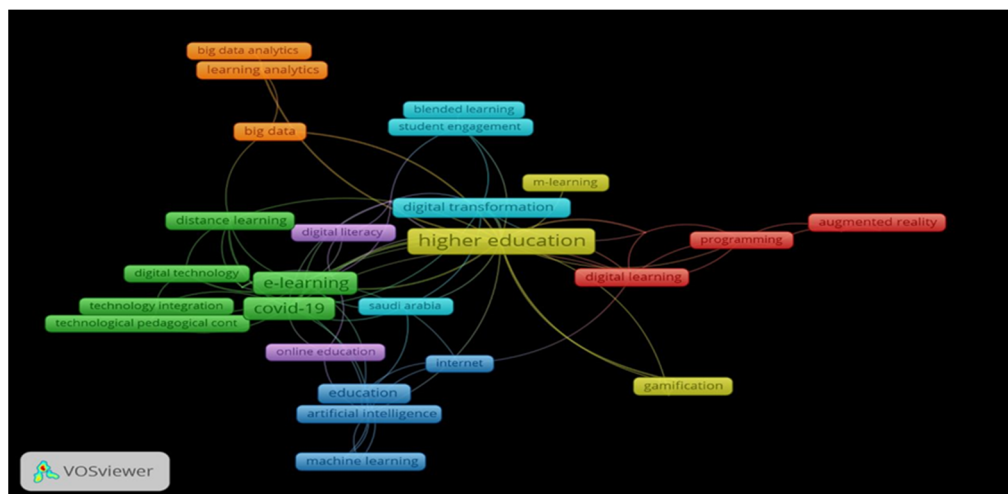 big data analytics
learning analytics
blended learning
big data
student engagement
m-learning
digital transformation
distance learning
augmented reality
digital literacy
higher education
programming
digital technology
e-learning
digital learning
technology integration
covid-19
saudi arabia
technological pedagogical cont
online education
internet
education
gamification
artificial intelligence
machine learning
VOSviewer